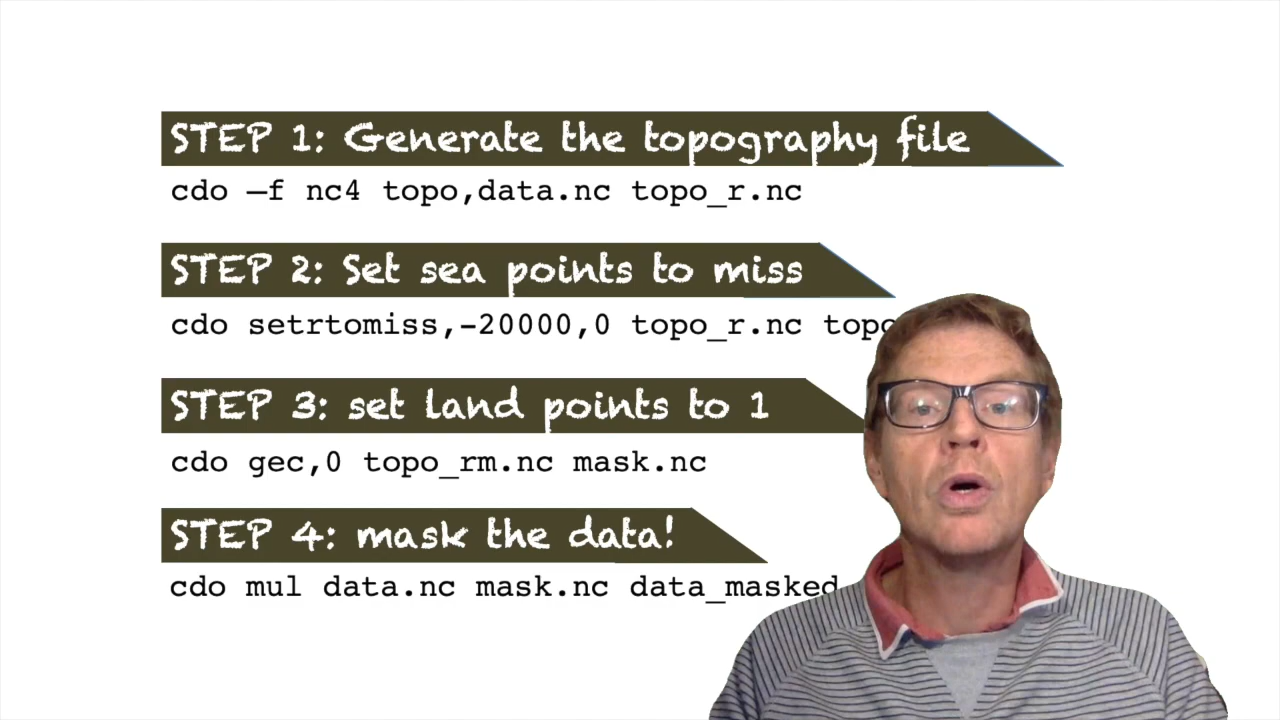 STEP 1: Generate the topography file
cdo –f nc4 topo,data.nc topo_r.nc
STEP 2: Set sea points to miss
cdo setrtomiss,-20000,0 topo_r.nc
STEP 3: set land points to 1
cdo gec,0 topo_rm.nc mask.nc
STEP 4: mask the data!
cdo mul data.nc mask.nc data_masked